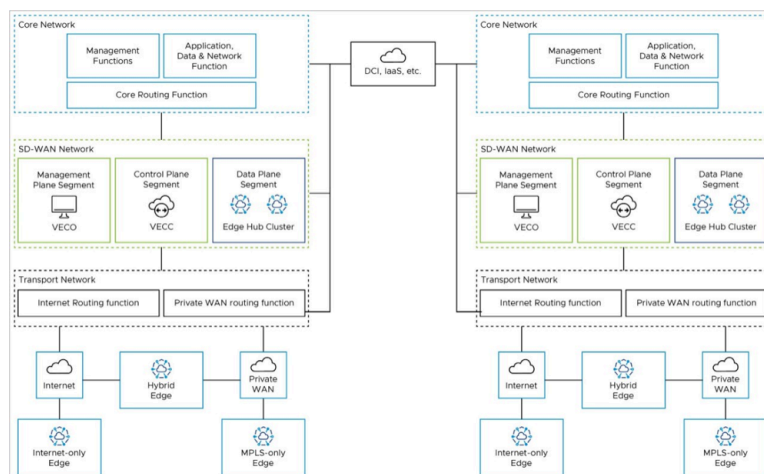 Core Network
Management
Functions
Application,
Data & Network
Function
Core Routing Function
SD-WAN Network
Management
Plane Segment
VECO
Control Plane
Segment
VECC
Data Plane
Segment
Edge Hub Cluster
Transport Network
Internet Routing function
Private WAN routing function
Internet
Hybrid
Edge
Private
WAN
Internet-only
Edge
MPLS-only
Edge
DCI, IaaS, etc.
Core Network
Management
Functions
Application,
Data & Network
Function
Core Routing Function
SD-WAN Network
Management
Plane Segment
VECO
Control Plane
Segment
VECC
Data Plane
Segment
Edge Hub Cluster
Transport Network
Internet Routing function
Private WAN routing function
Internet
Hybrid
Edge
Private
WAN
Internet-only
Edge
MPLS-only
Edge